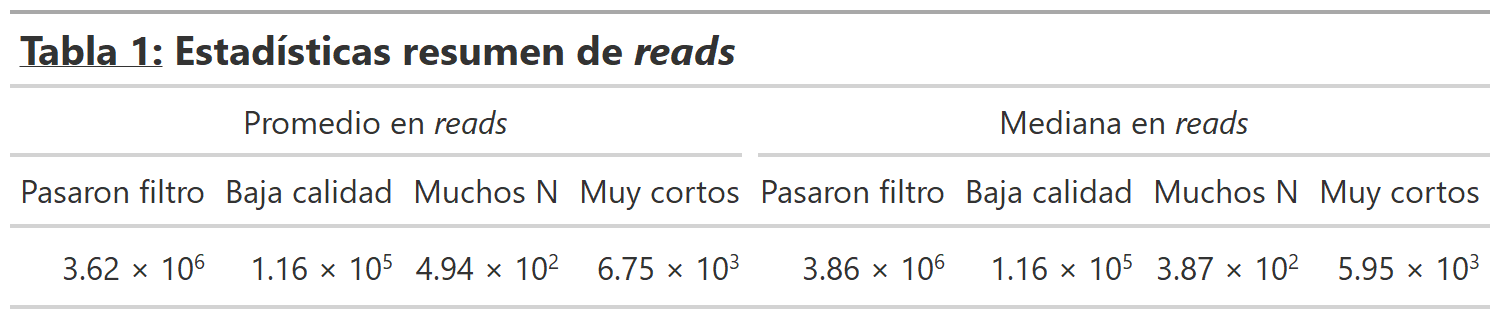 Tabla 1: Estadísticas resumen de reads
Promedio en reads Mediana en reads
Pasaron filtro Baja calidad Muchos N Muy cortos Pasaron filtro Baja calidad Muchos N Muy cortos
3.62 × 10⁶ 1.16 × 10⁵ 4.94 × 10² 6.75 × 10³ 3.86 × 10⁶ 1.16 × 10⁵ 3.87 × 10² 5.95 × 10³